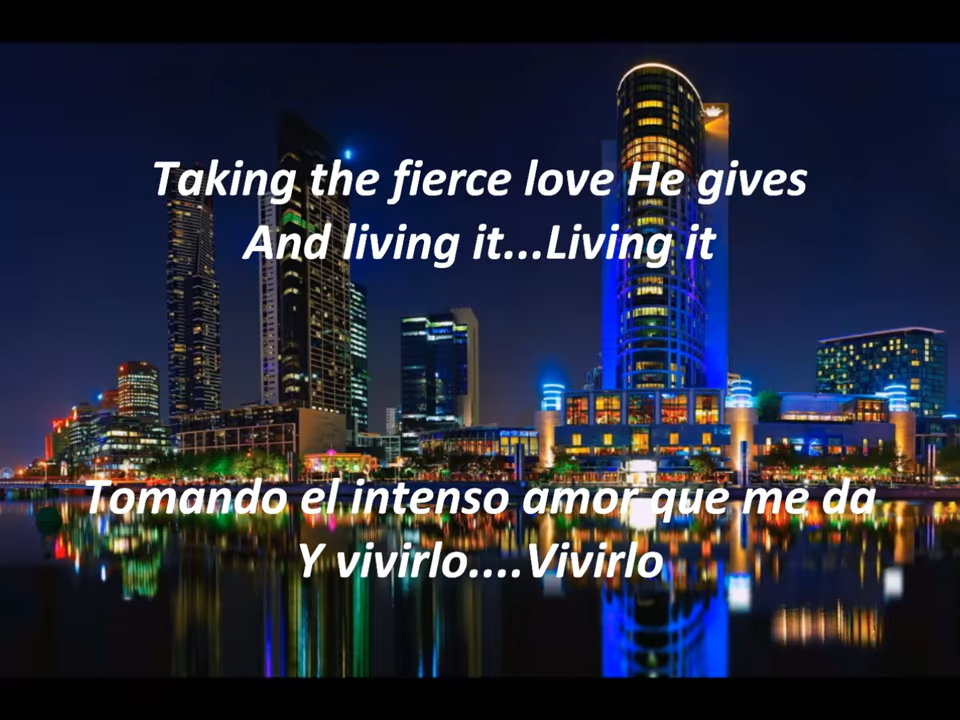 Taking the fierce love He gives
And living it...Living it
Tomando el intenso amor que me da
Y vivirlo....Vivirlo